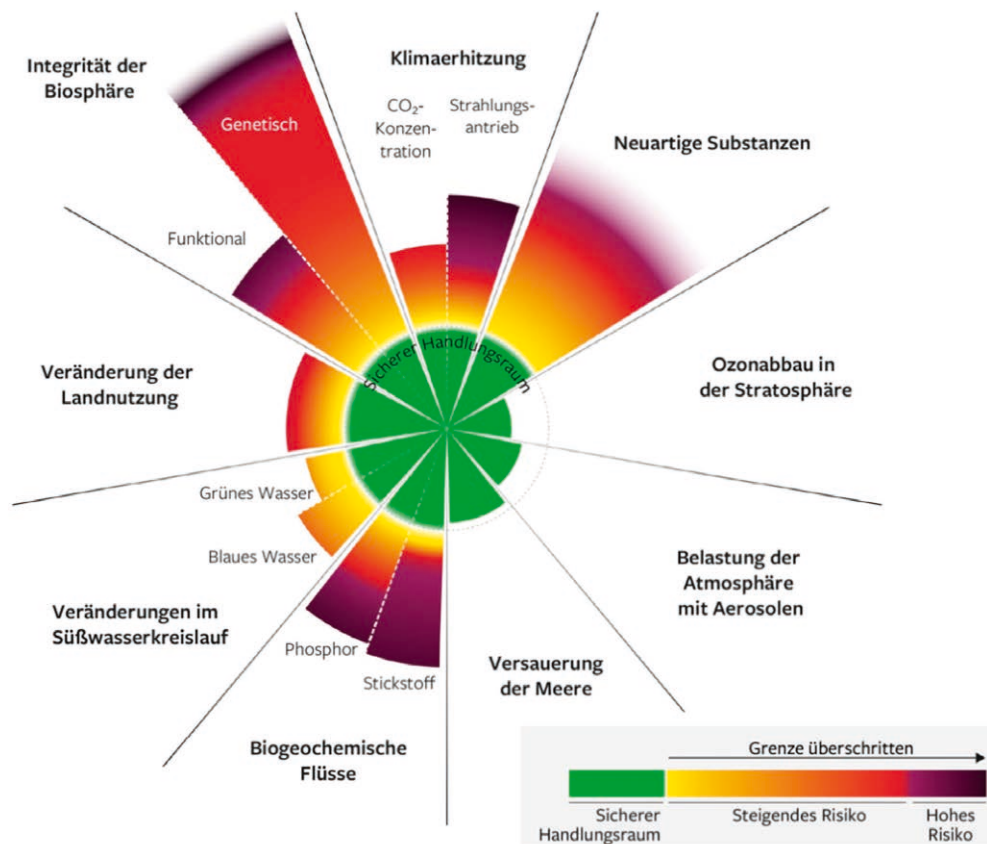 Integrität der
Biosphäre
Genetisch
Funktional
Klimaerhitzung
CO₂-
Konzen-
tration
Strahlungs-
antrieb
Neuartige Substanzen
Sicherer Handlungsraum
Ozonabbau in
der Stratosphäre
Veränderung der
Landnutzung
Grünes Wasser
Blaues Wasser
Veränderungen im
Süßwasserkreislauf
Belastung der
Atmosphäre
mit Aerosolen
Phosphor
Stickstoff
Versauerung
der Meere
Biogeochemische
Flüsse
Grenze überschritten
Sicherer
Handlungsraum
Steigendes Risiko
Hohes
Risiko